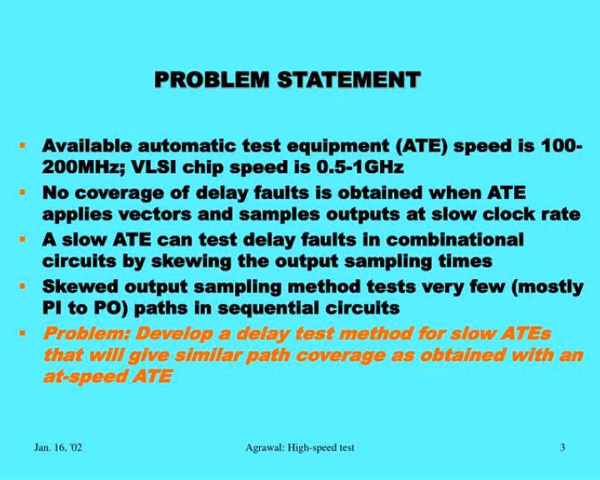 PROBLEM STATEMENT
▪ Available automatic test equipment (ATE) speed is 100-
200MHz; VLSI chip speed is 0.5-1GHz
▪ No coverage of delay faults is obtained when ATE
applies vectors and samples outputs at slow clock rate
▪ A slow ATE can test delay faults in combinational
circuits by skewing the output sampling times
▪ Skewed output sampling method tests very few (mostly
PI to PO) paths in sequential circuits
▪ Problem: Develop a delay test method for slow ATEs
that will give similar path coverage as obtained with an
at-speed ATE
Jan. 16, '02 Agrawal: High-speed test 3